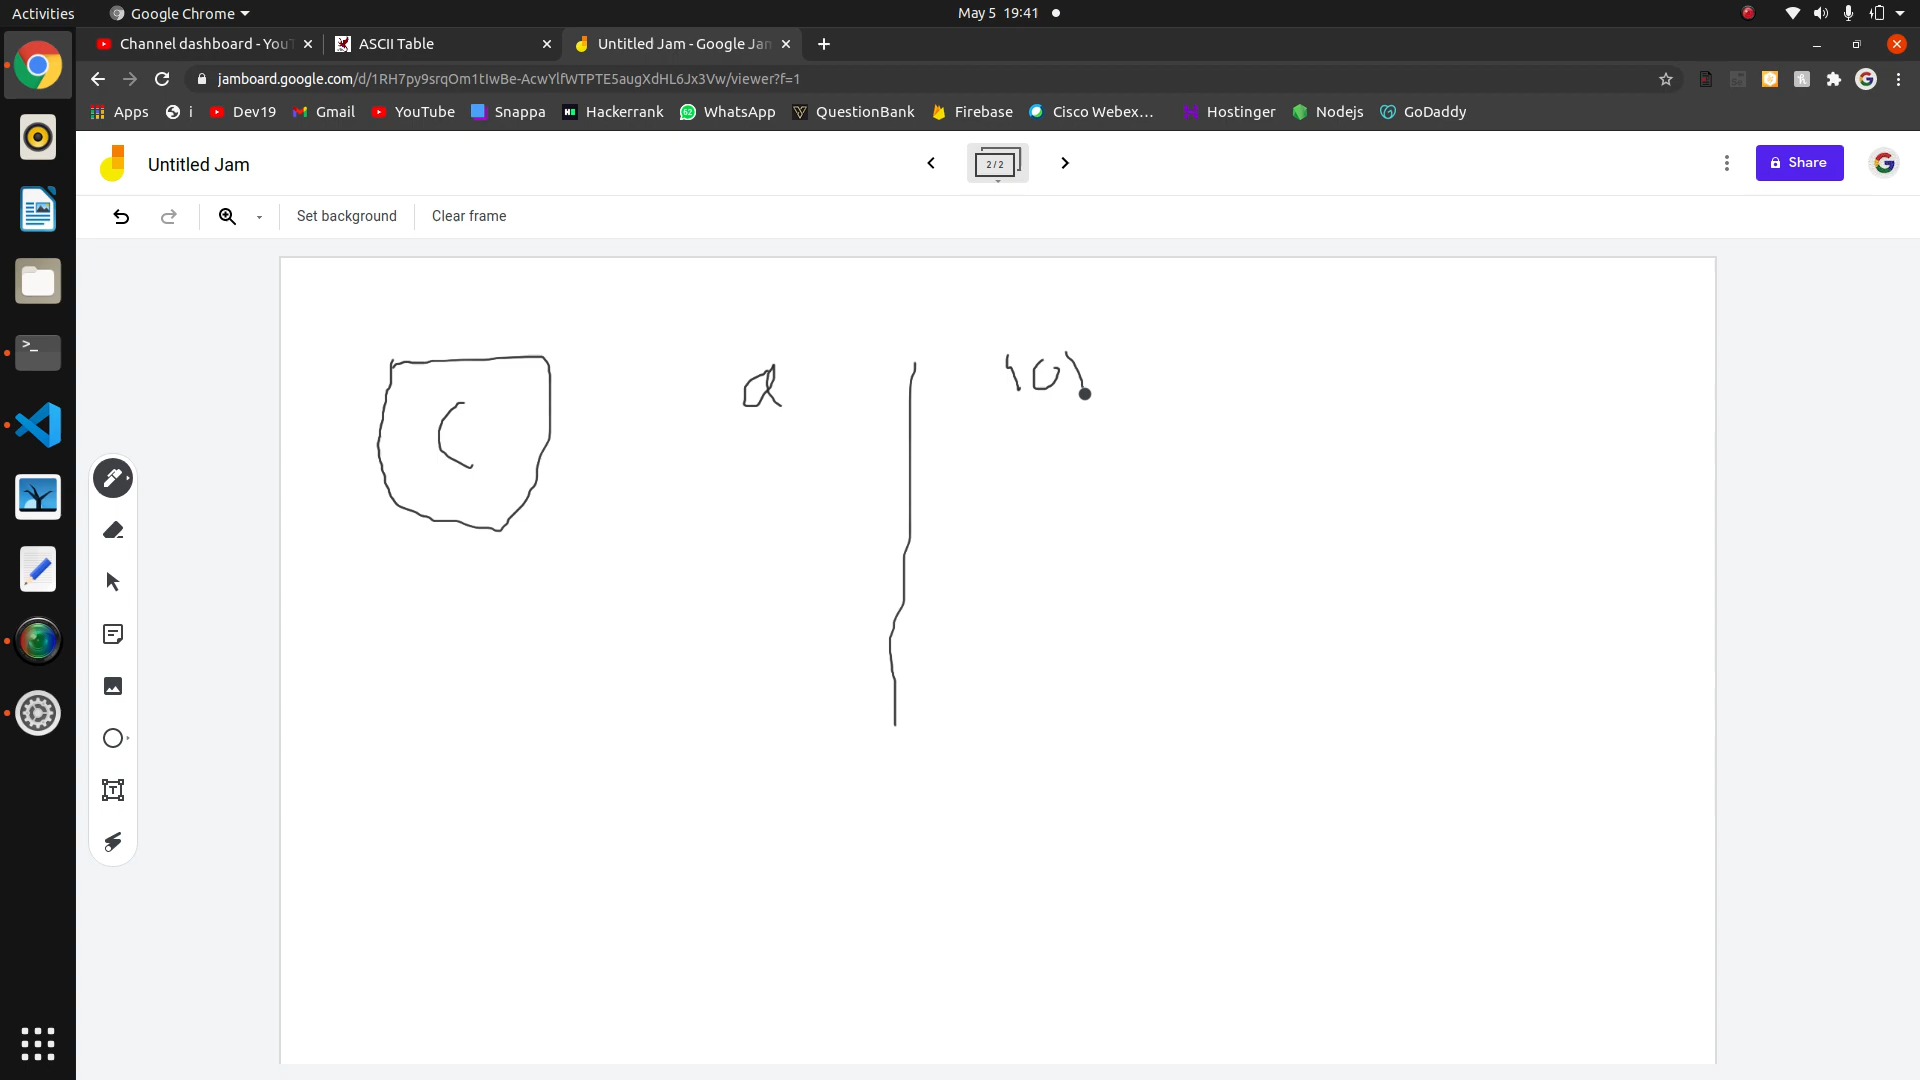 Activities Google Chrome May 5 19:41
Channel dashboard - YouT ASCII Table Untitled Jam - Google Jam
jamboard.google.com/d/1RH7py9srqOm1tIwBe-AcwYlfWTPTE5augXdHL6Jx3Vw/viewer?f=1
Apps i Dev19 Gmail YouTube Snappa Hackerrank WhatsApp QuestionBank Firebase Cisco Webex... Hostinger Nodejs GoDaddy
Untitled Jam 2 / 2 Share
Set background Clear frame
C a 101